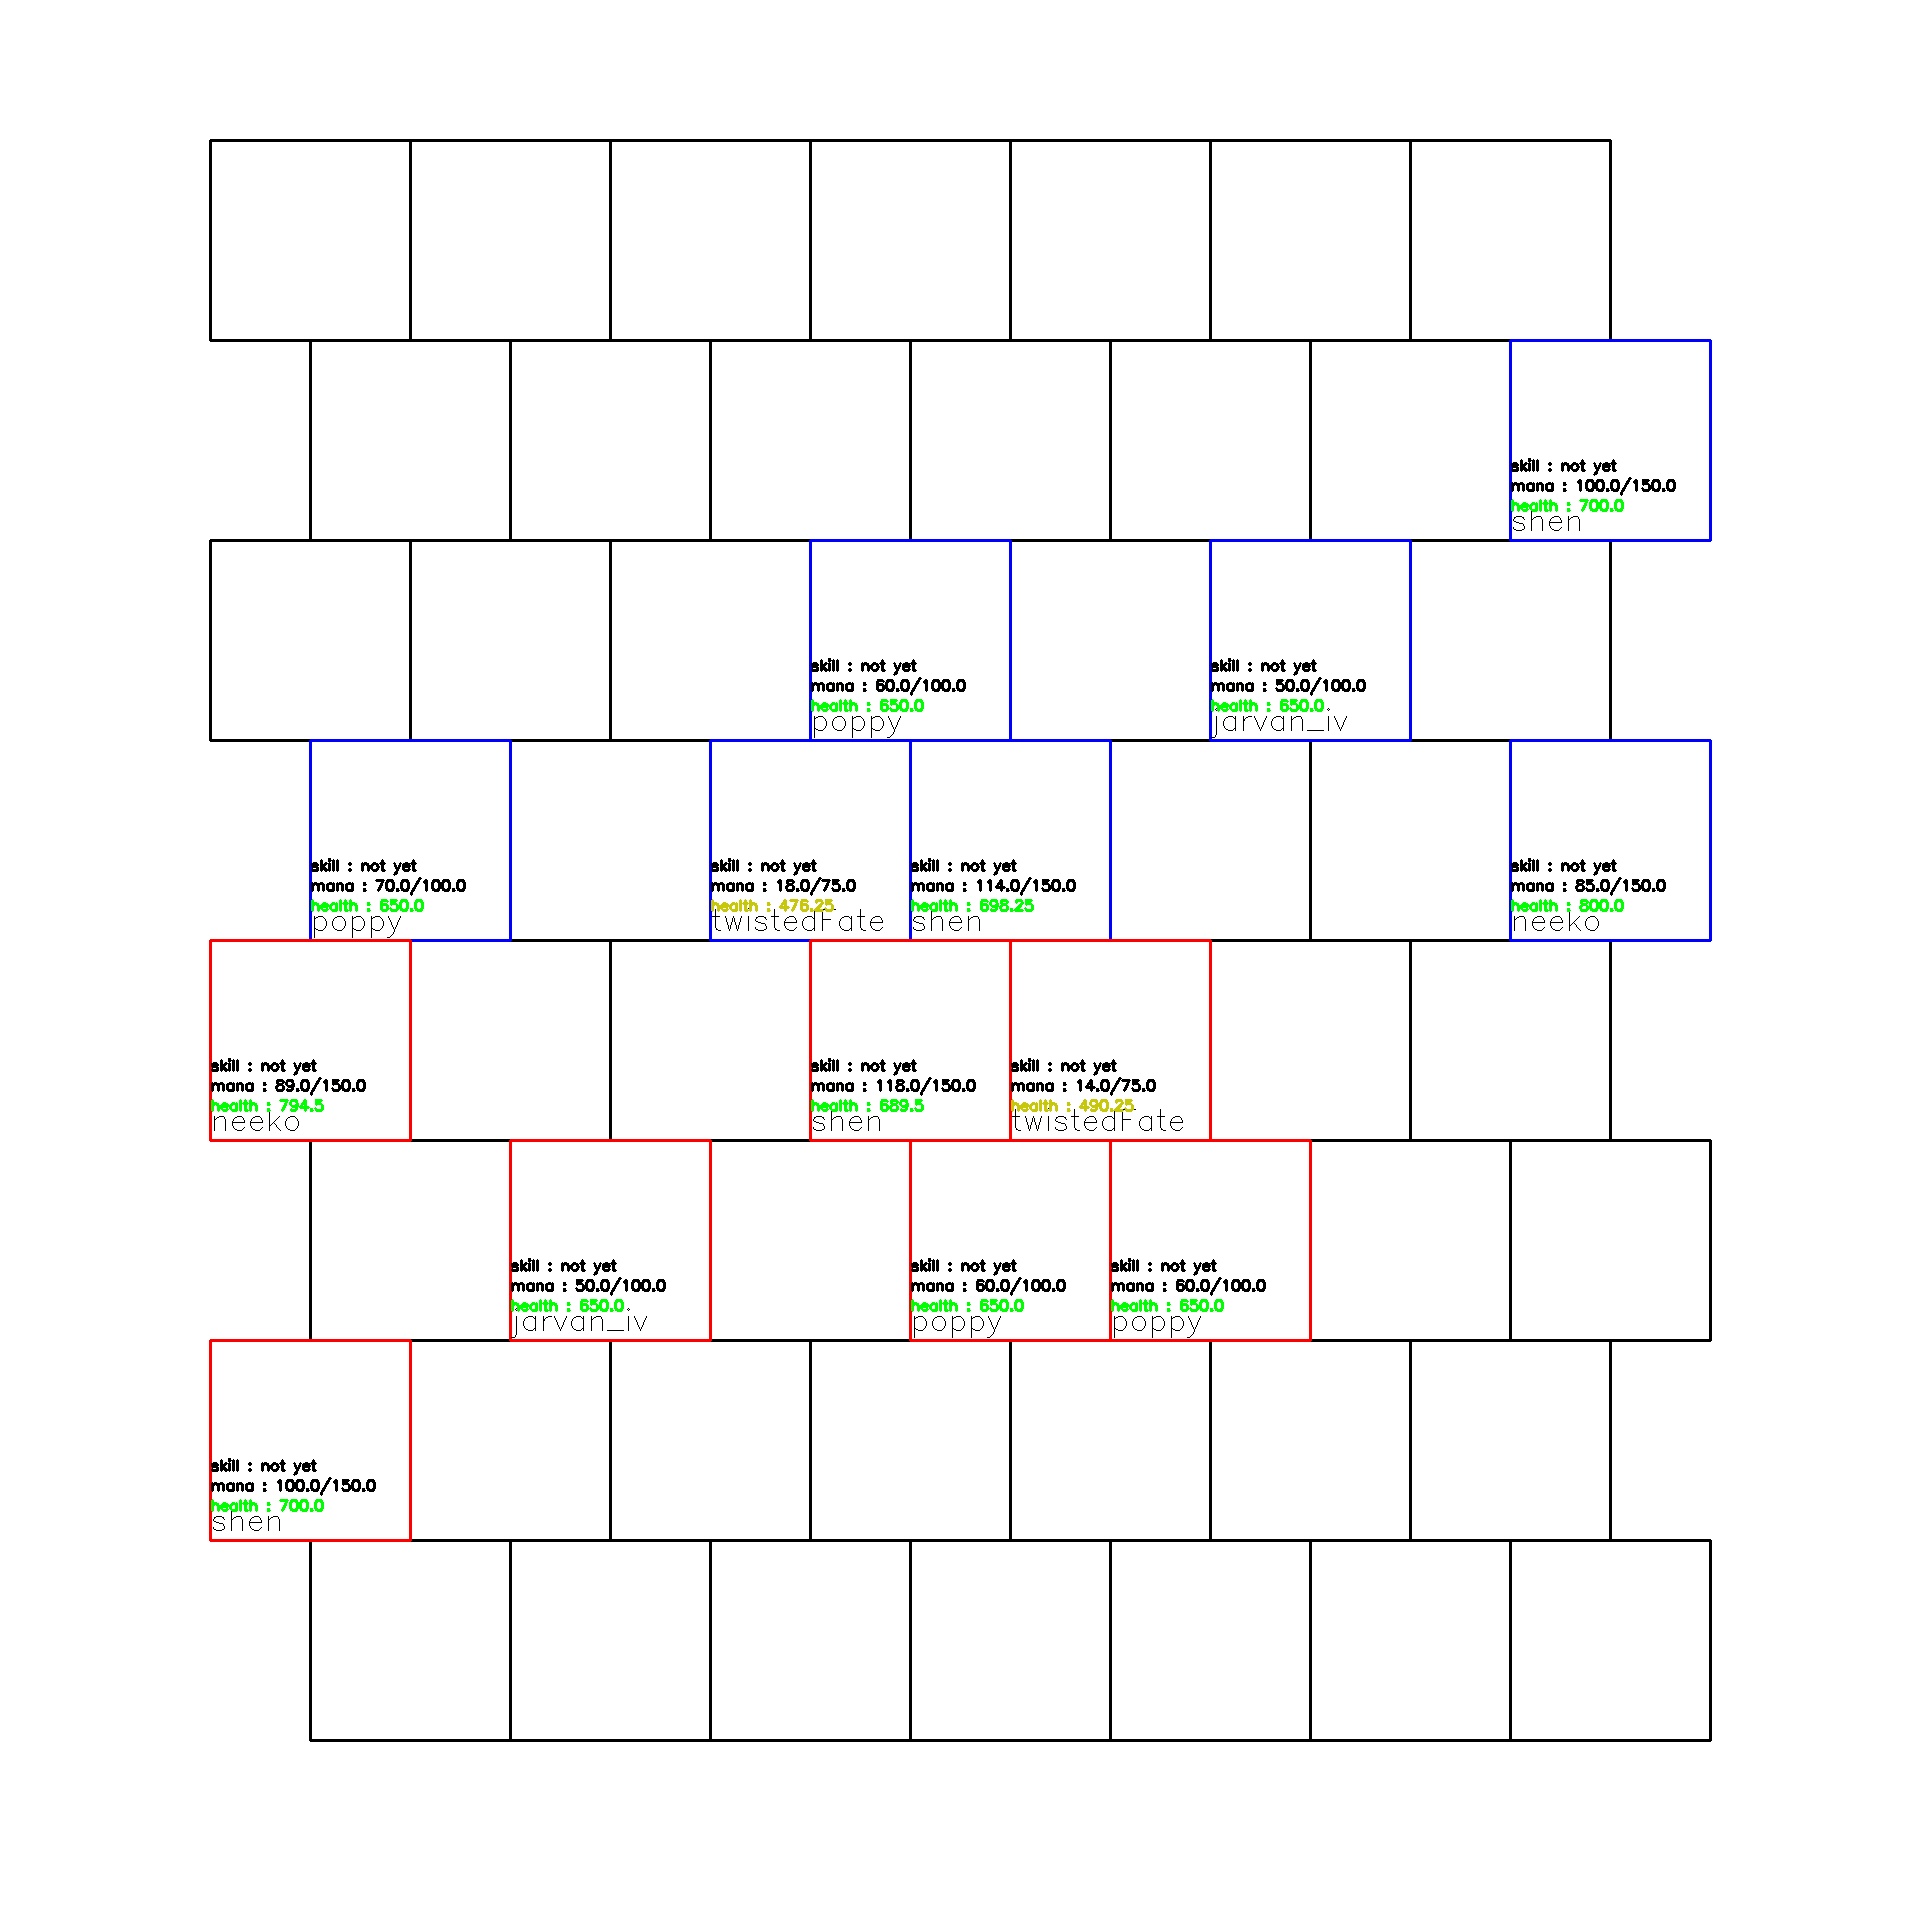 skill : not yet
mana : 100.0/150.0
health : 700.0
shen
skill : not yet
mana : 60.0/100.0
health : 650.0
poppy
skill : not yet
mana : 50.0/100.0
health : 650.0
jarvan_iv
skill : not yet
mana : 70.0/100.0
health : 650.0
poppy
skill : not yet
mana : 18.0/75.0
health : 476.25
twistedFate
skill : not yet
mana : 114.0/150.0
health : 698.25
shen
skill : not yet
mana : 85.0/150.0
health : 800.0
neeko
skill : not yet
mana : 89.0/150.0
health : 794.5
neeko
skill : not yet
mana : 118.0/150.0
health : 689.5
shen
skill : not yet
mana : 14.0/75.0
health : 490.25
twistedFate
skill : not yet
mana : 50.0/100.0
health : 650.0
jarvan_iv
skill : not yet
mana : 60.0/100.0
health : 650.0
poppy
skill : not yet
mana : 60.0/100.0
health : 650.0
poppy
skill : not yet
mana : 100.0/150.0
health : 700.0
shen